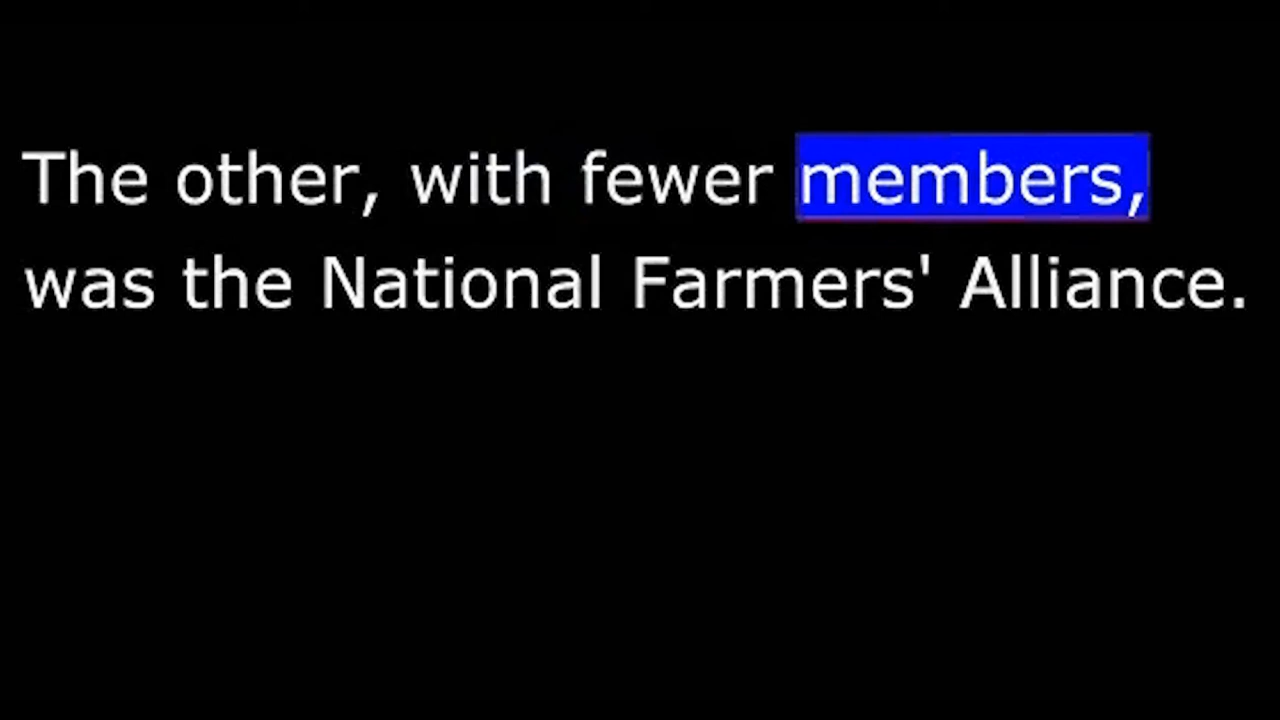 The other, with fewer members,
was the National Farmers' Alliance.